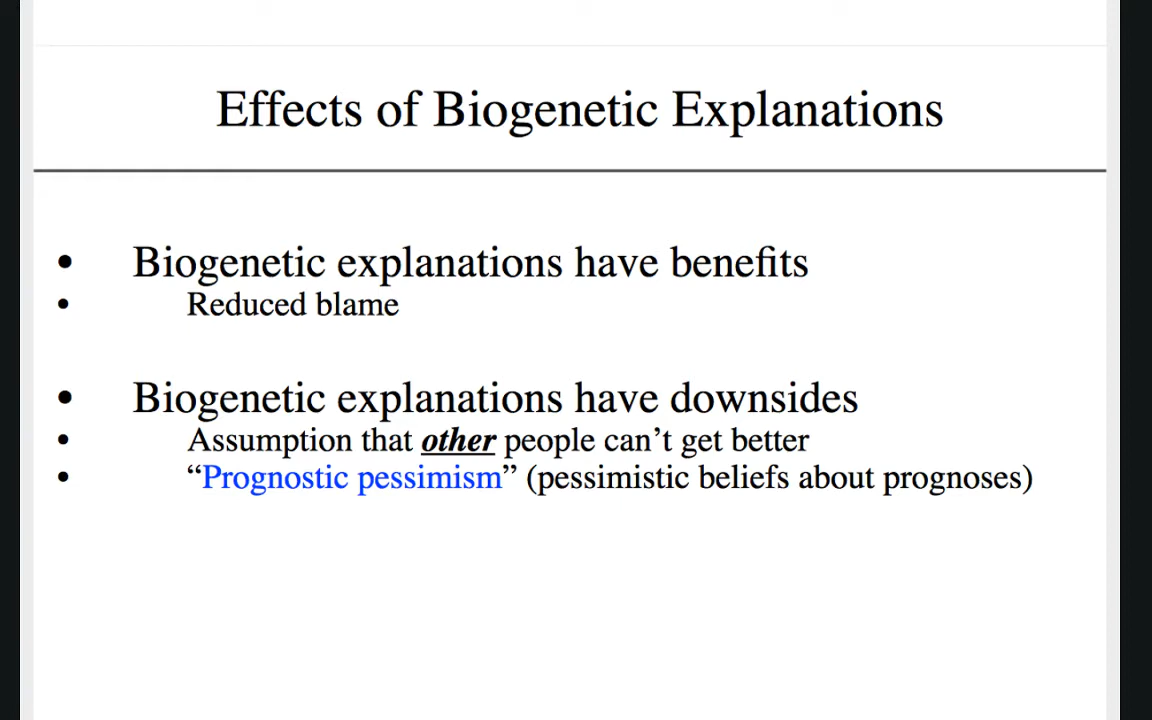 Effects of Biogenetic Explanations
• Biogenetic explanations have benefits
• Reduced blame
• Biogenetic explanations have downsides
• Assumption that other people can’t get better
• “Prognostic pessimism” (pessimistic beliefs about prognoses)